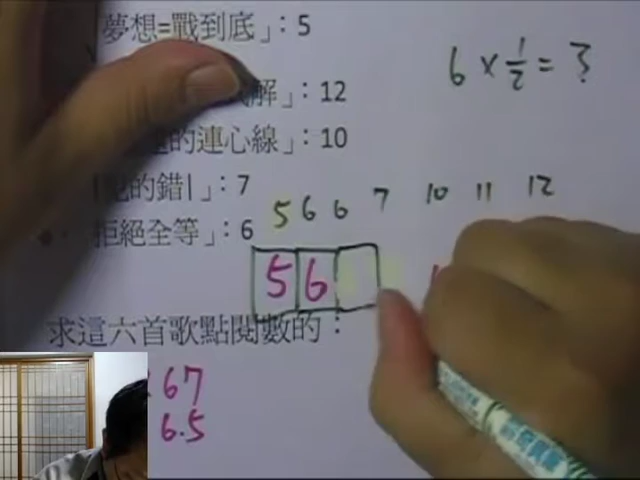 夢想=戰到底」：5
6 × 1/2 = ?
解」：12
的連心線」：10
的錯」：7
5 6 6 7 10 11 12
拒絕全等」：6
5 6
求這六首歌點閱數的：
67
6.5